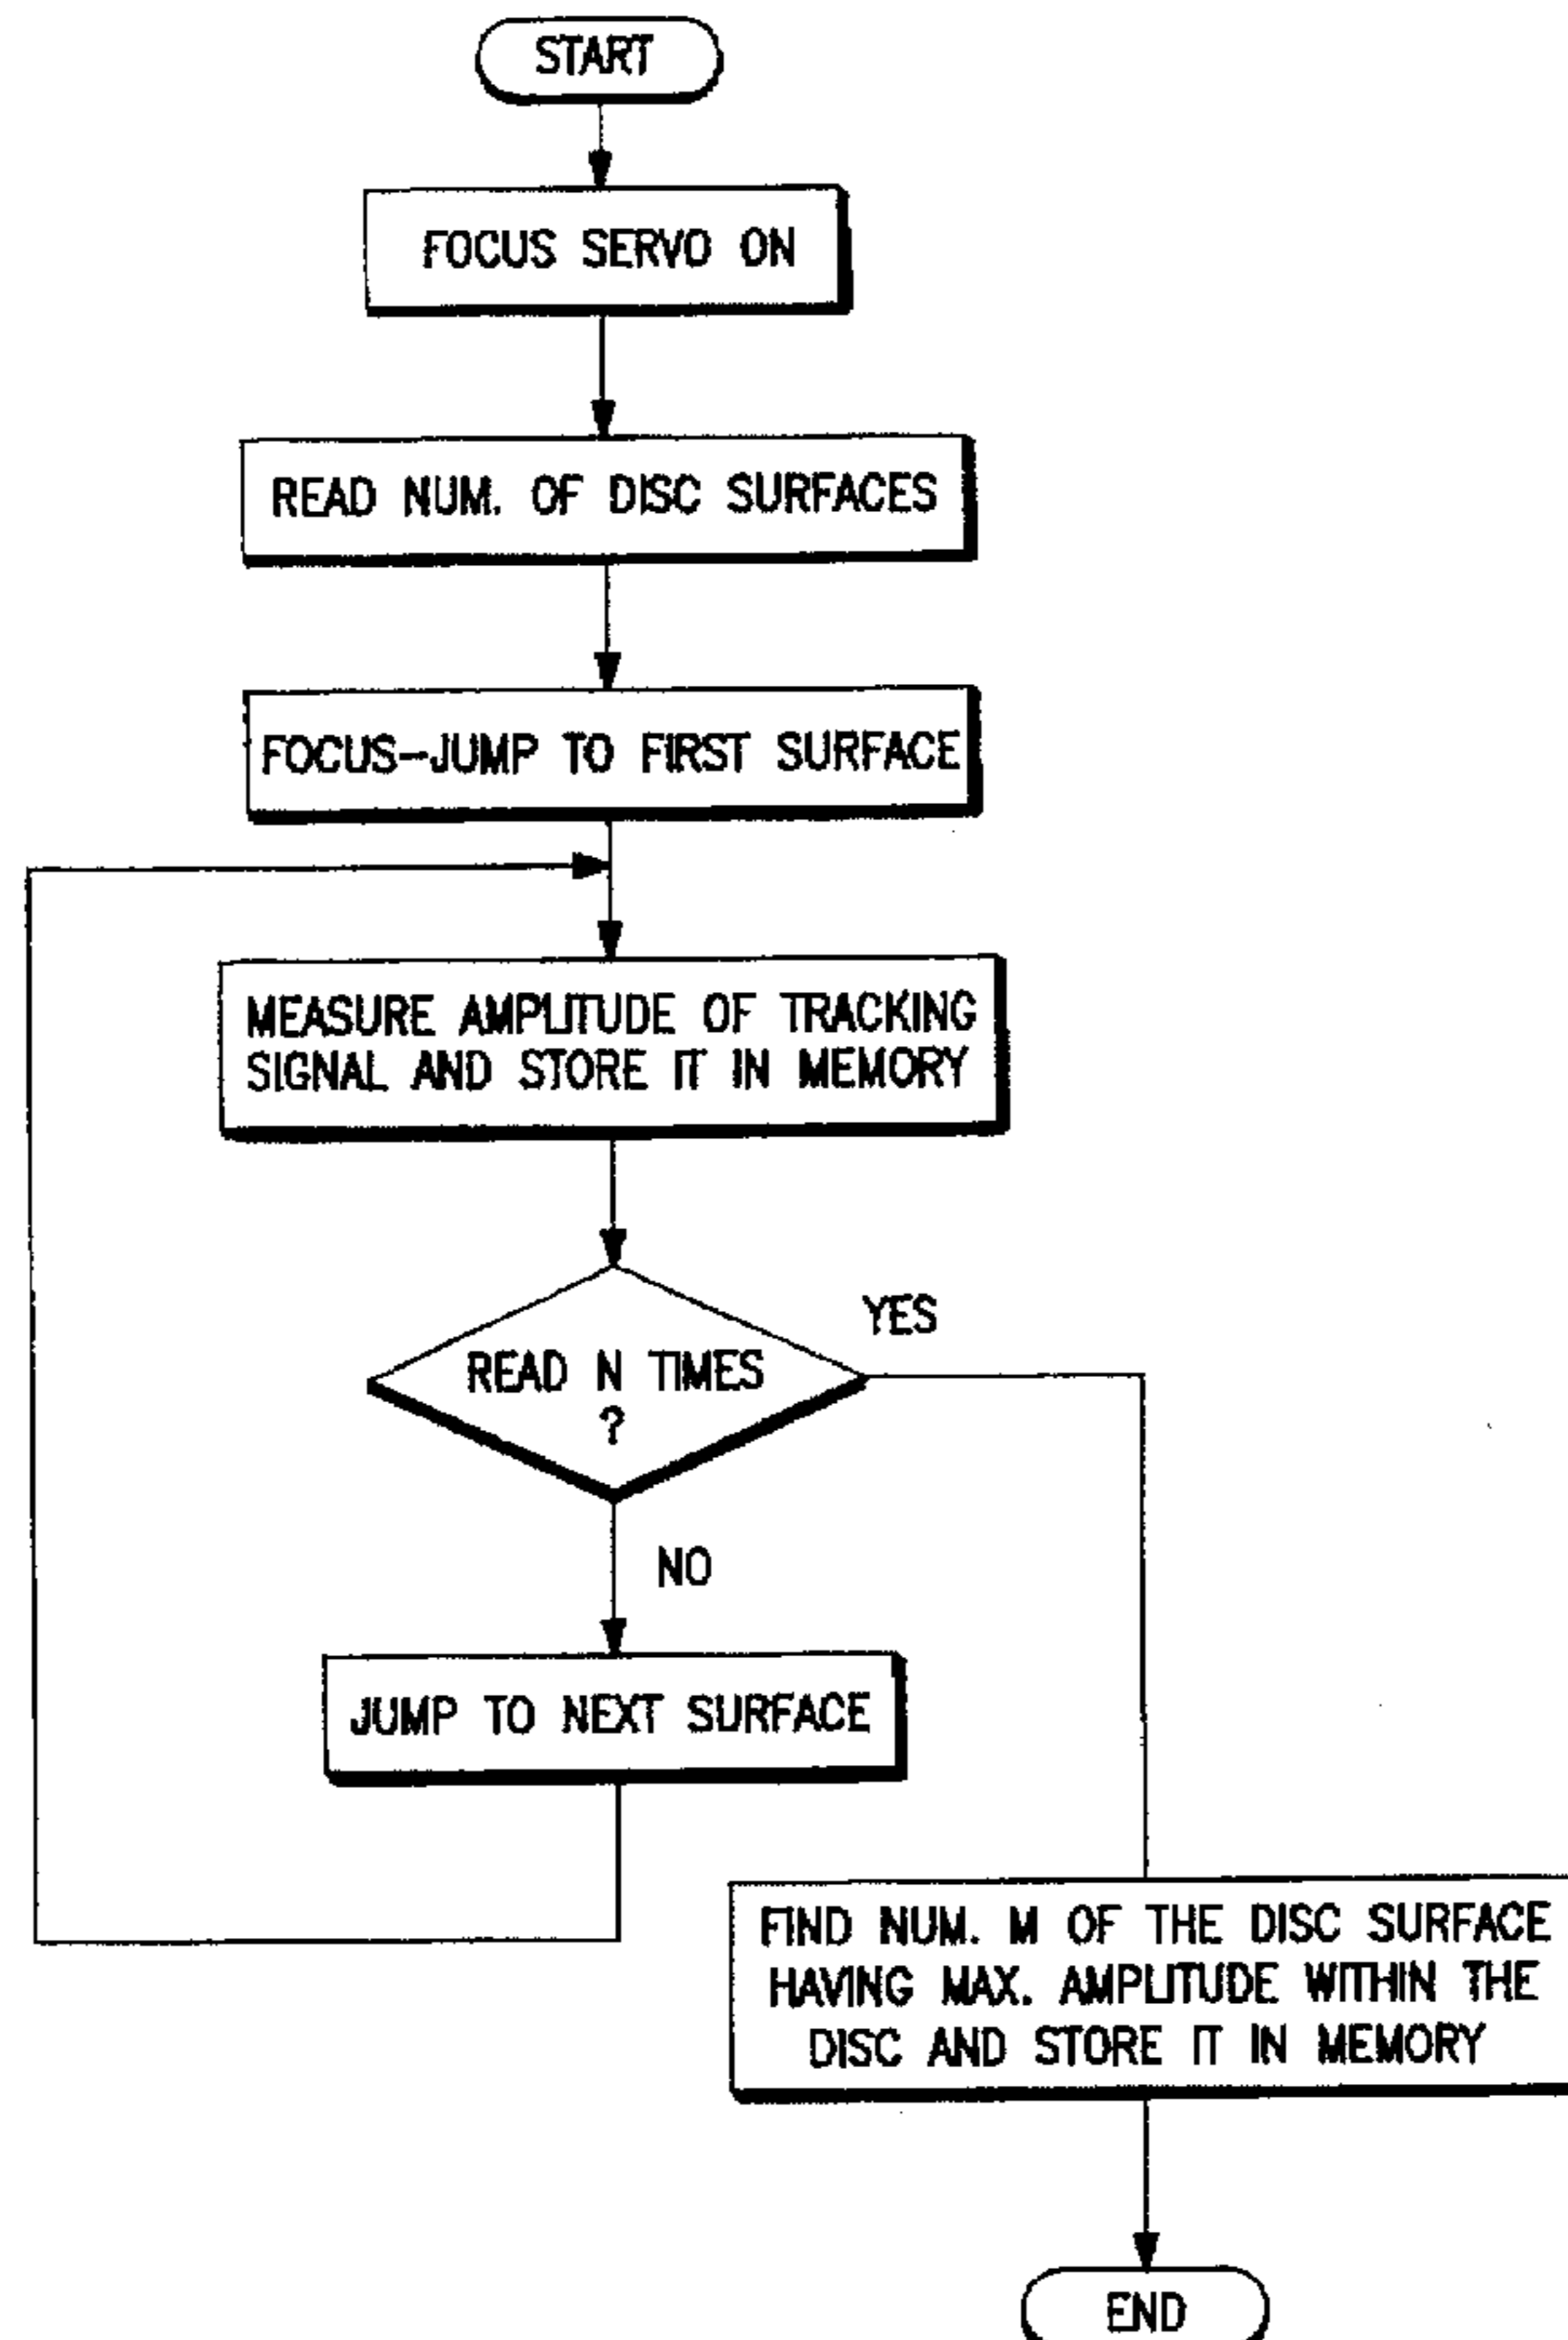 START
FOCUS SERVO ON
READ NUM. OF DISC SURFACES
FOCUS-JUMP TO FIRST SURFACE
MEASURE AMPLITUDE OF TRACKING
SIGNAL AND STORE IT IN MEMORY
READ N TIMES
?
YES
NO
JUMP TO NEXT SURFACE
FIND NUM. M OF THE DISC SURFACE
HAVING MAX. AMPLITUDE WITHIN THE
DISC AND STORE IT IN MEMORY
END